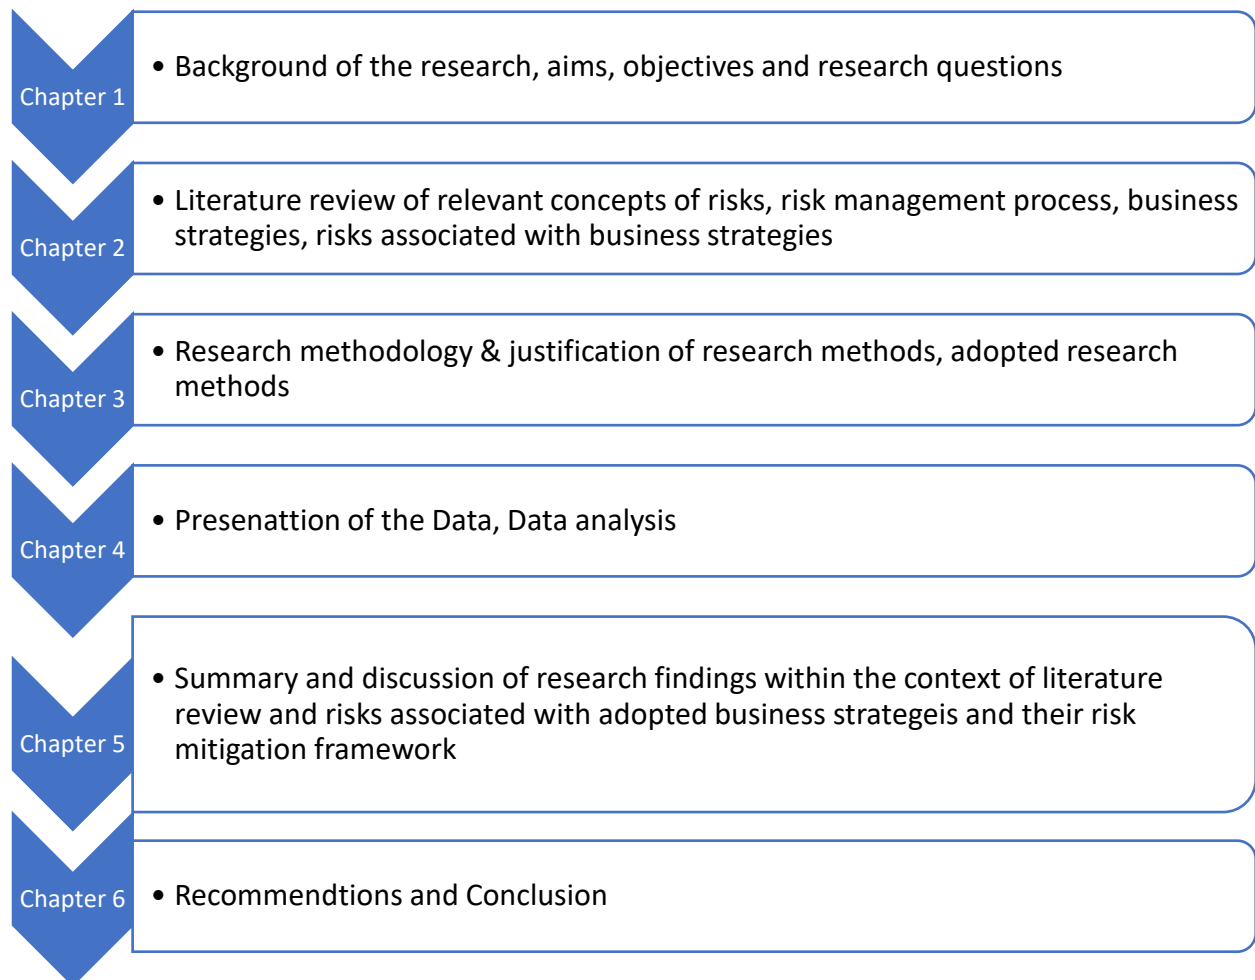 Chapter 1
• Background of the research, aims, objectives and research questions
Chapter 2
• Literature review of relevant concepts of risks, risk management process, business
strategies, risks associated with business strategies
Chapter 3
• Research methodology & justification of research methods, adopted research
methods
Chapter 4
• Presenattion of the Data, Data analysis
Chapter 5
• Summary and discussion of research findings within the context of literature
review and risks associated with adopted business strategeis and their risk
mitigation framework
Chapter 6
• Recommendtions and Conclusion